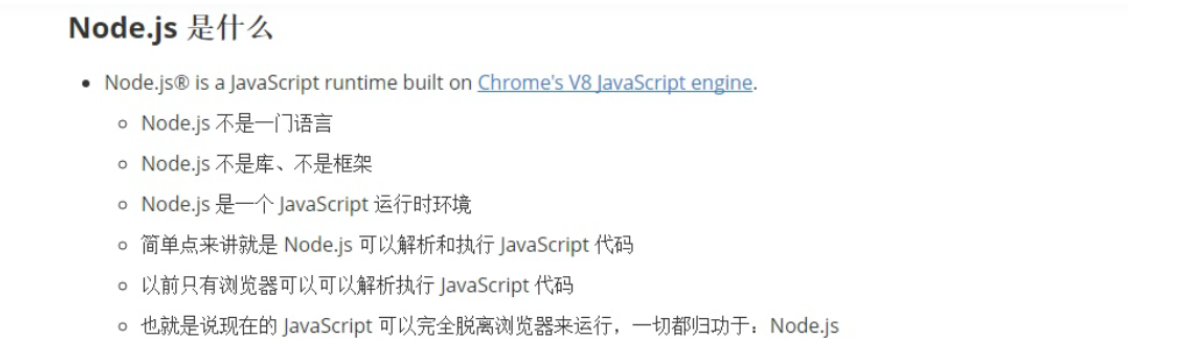 Node.js 是什么
Node.js® is a JavaScript runtime built on Chrome's V8 JavaScript engine.
Node.js 不是一门语言
Node.js 不是库、不是框架
Node.js 是一个 JavaScript 运行时环境
简单点来讲就是 Node.js 可以解析和执行 JavaScript 代码
以前只有浏览器可以可以解析执行 JavaScript 代码
也就是说现在的 JavaScript 可以完全脱离浏览器来运行，一切都归功于：Node.js